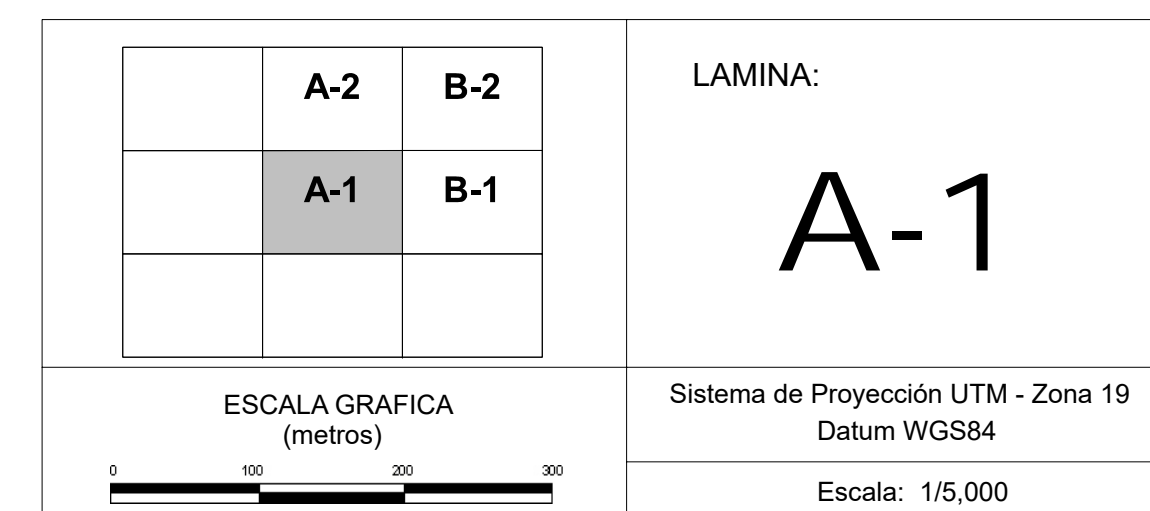 A-2 B-2
A-1 B-1
LAMINA:
A-1
ESCALA GRAFICA
(metros)
0 100 200 300
Sistema de Proyección UTM - Zona 19
Datum WGS84
Escala: 1/5,000